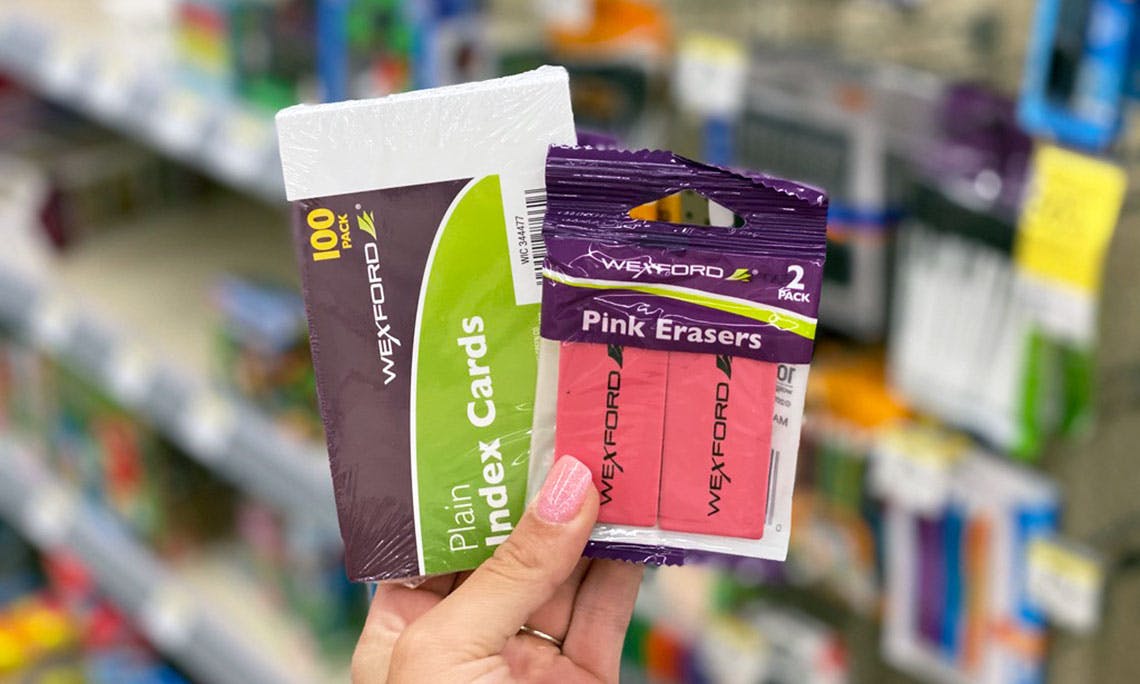 100
PACK
WEXFORD®
Plain
Index Cards
WIC 344477
WEXFORD®
2
PACK
Pink Erasers
WEXFORD
WEXFORD